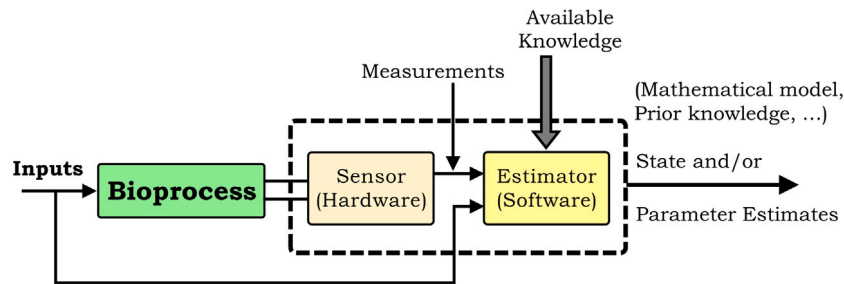 Available
Knowledge
Measurements
(Mathematical model,
Prior knowledge, ...)
Inputs
Bioprocess
Sensor
(Hardware)
Estimator
(Software)
State and/or
Parameter Estimates